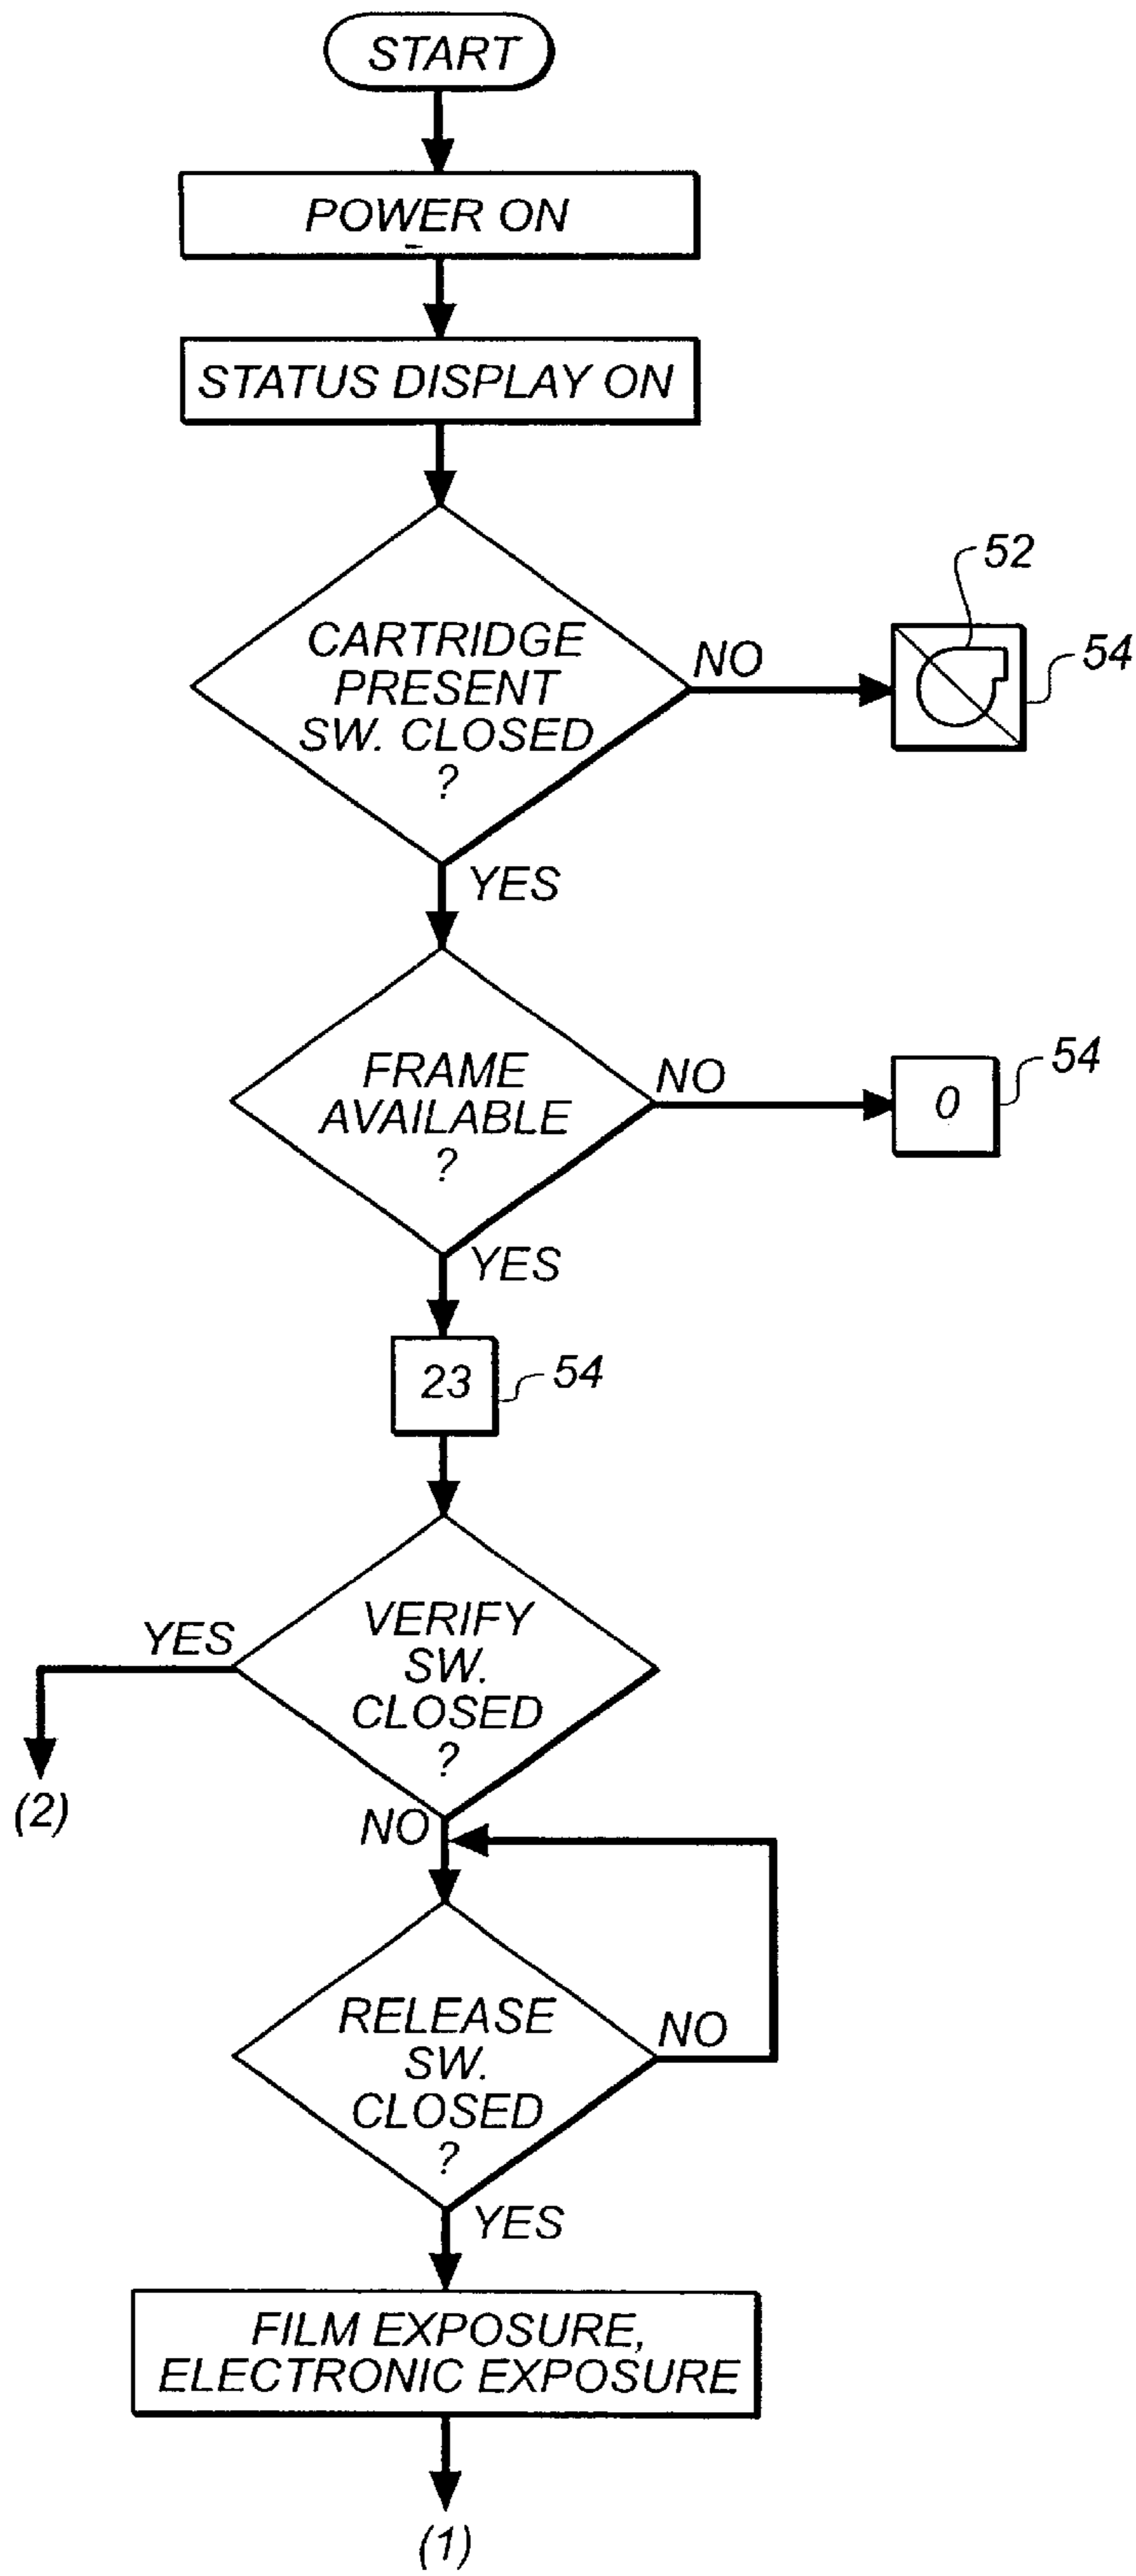 START
POWER ON
STATUS DISPLAY ON
52
54
CARTRIDGE
PRESENT
SW. CLOSED
?
NO
YES
FRAME
AVAILABLE
?
NO
0
54
YES
23
54
VERIFY
SW.
CLOSED
?
YES
(2)
NO
RELEASE
SW.
CLOSED
?
NO
YES
FILM EXPOSURE,
ELECTRONIC EXPOSURE
(1)